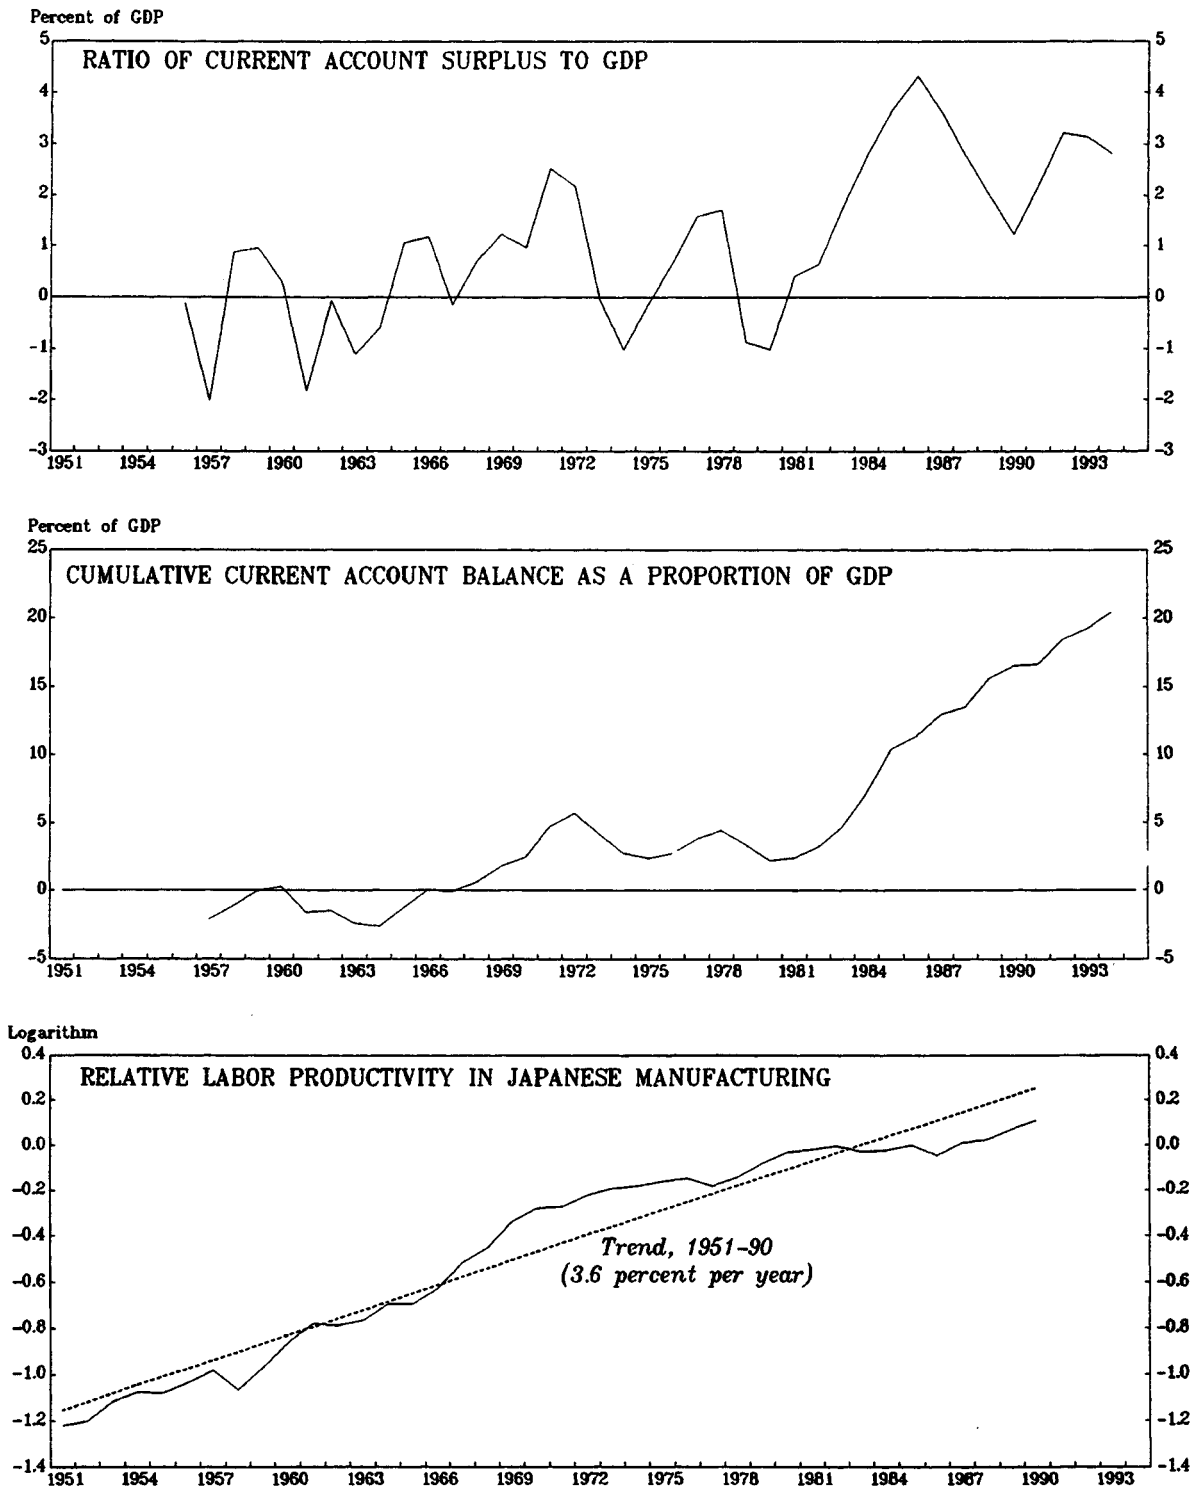 Percent of GDP
5 5
RATIO OF CURRENT ACCOUNT SURPLUS TO GDP
4 4
3 3
2 2
1 1
0 0
-1 -1
-2 -2
-3 -3
1951 1954 1957 1960 1963 1966 1969 1972 1975 1978 1981 1984 1987 1990 1993
Percent of GDP
25 25
CUMULATIVE CURRENT ACCOUNT BALANCE AS A PROPORTION OF GDP
20 20
15 15
10 10
5 5
0 0
-5 -5
1951 1954 1957 1960 1963 1966 1969 1972 1975 1978 1981 1984 1987 1990 1993
Logarithm
0.4 0.4
RELATIVE LABOR PRODUCTIVITY IN JAPANESE MANUFACTURING
0.2 0.2
0.0 0.0
-0.2 -0.2
-0.4 -0.4
Trend, 1951-90
(3.6 percent per year)
-0.6 -0.6
-0.8 -0.8
-1.0 -1.0
-1.2 -1.2
-1.4 -1.4
1951 1954 1957 1960 1963 1966 1969 1972 1975 1978 1981 1984 1987 1990 1993